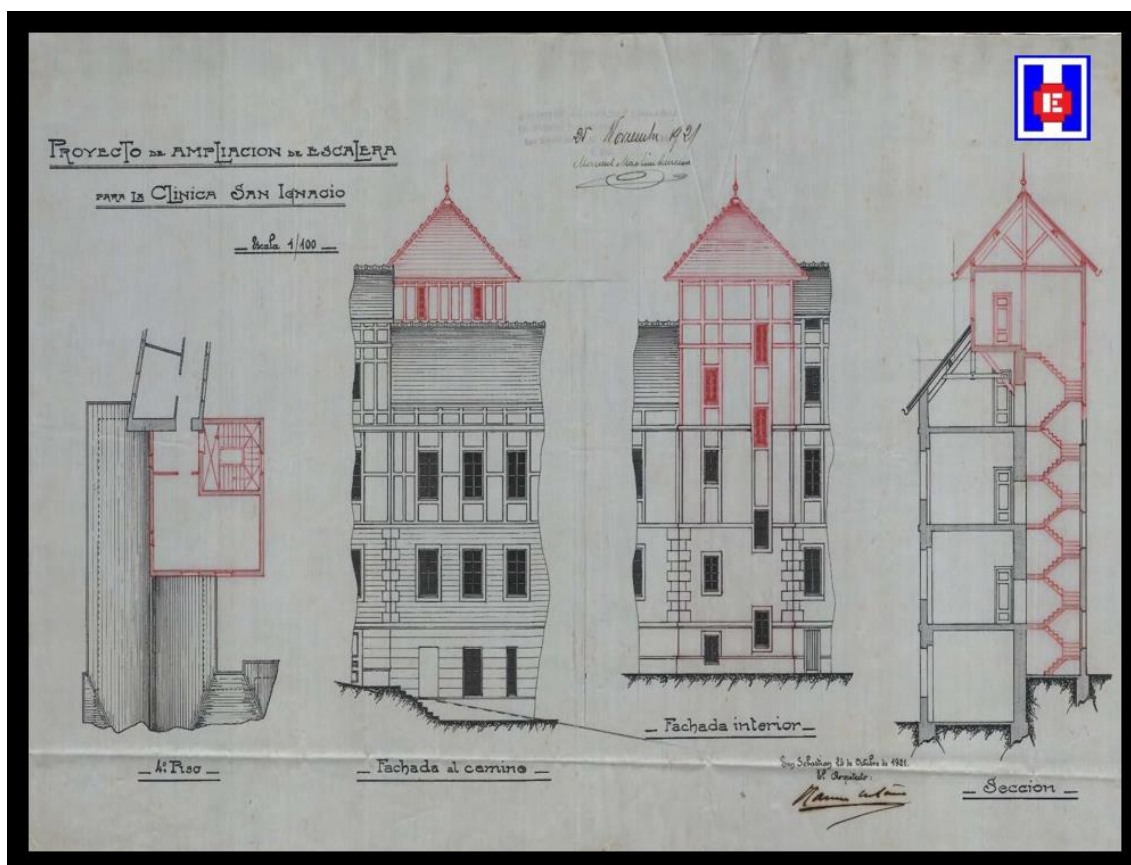 PROYECTO DE AMPLIACION DE ESCALERA
PARA LA CLINICA SAN IGNACIO
Escala 1/100
25 Noviembre 1921
H
E
4º Piso
Fachada al camino
Fachada interior
San Sebastian 26 de Octubre de 1921
El Arquitecto:
Seccion